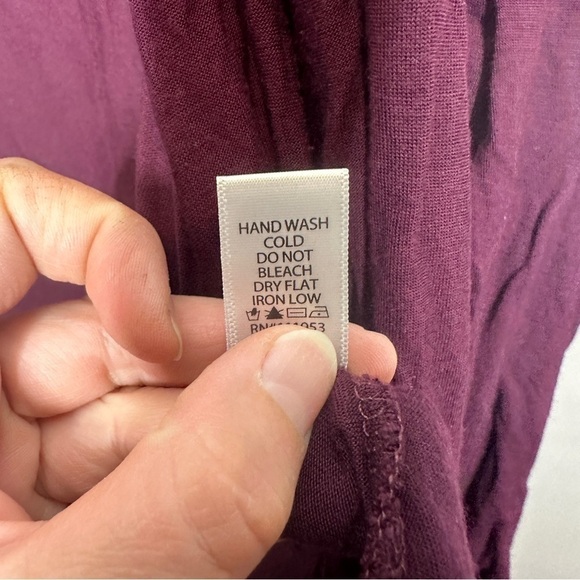 HAND WASH
COLD
DO NOT
BLEACH
DRY FLAT
IRON LOW